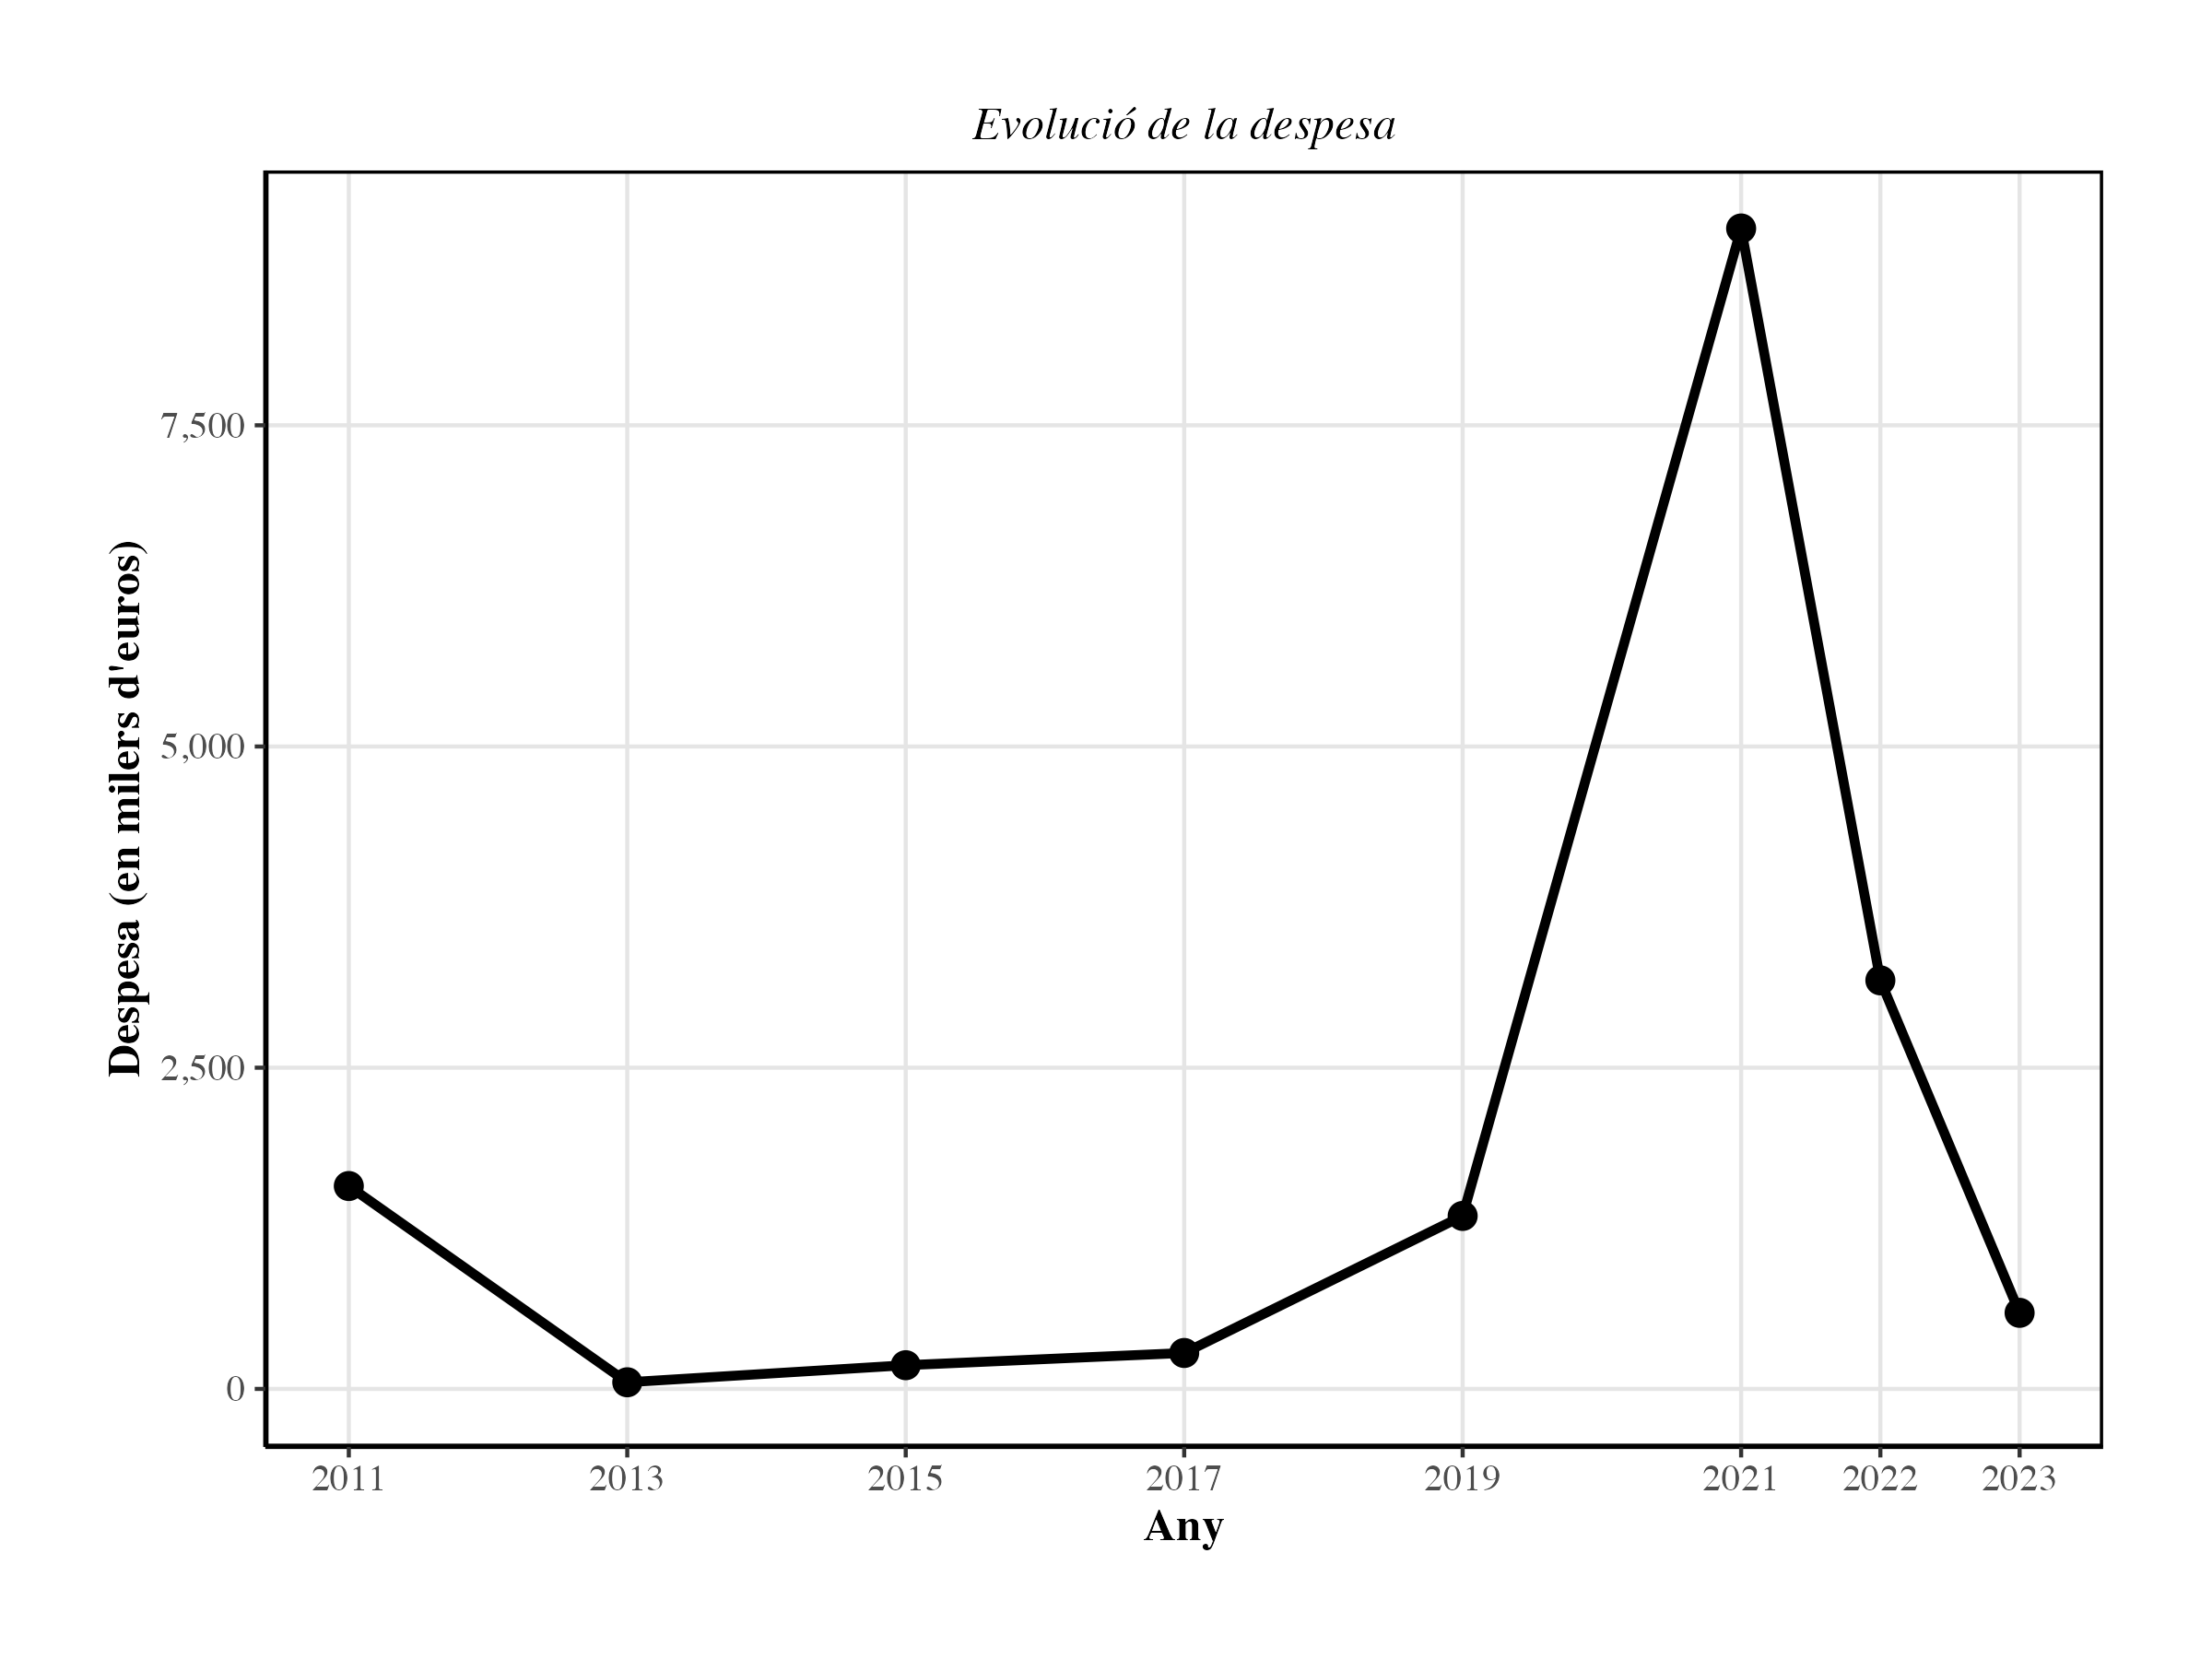 Evolució de la despesa
Despesa (en milers d'euros)
7,500
5,000
2,500
0
2011 2013 2015 2017 2019 2021 2022 2023
Any